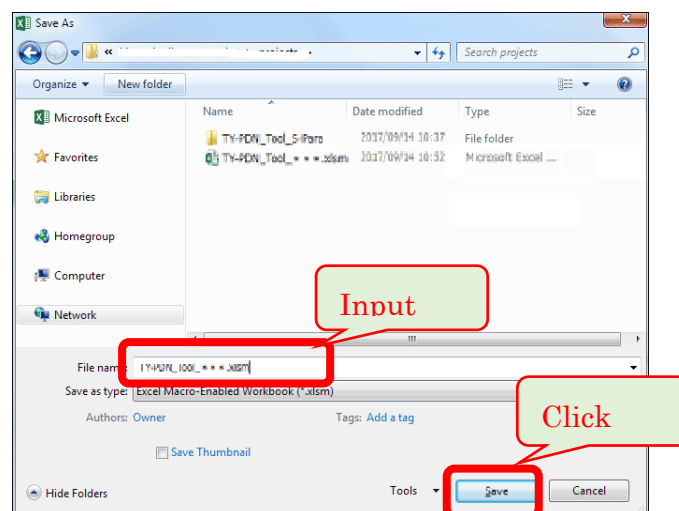 Save As
Search projects
Organize New folder
Name Date modified Type Size
Microsoft Excel
TY-PDN_Tool_S-Para 2017/09/14 10:37 File folder
TY-PDN_Tool_***.xlsm 2017/09/14 10:52 Microsoft Excel ...
Favorites
Libraries
Homegroup
Computer
Network
Input
File name: TY-PDN_Tool_***.xlsm
Save as type: Excel Macro-Enabled Workbook (*.xlsm)
Authors: Owner Tags: Add a tag
Click
Save Thumbnail
Hide Folders Tools Save Cancel